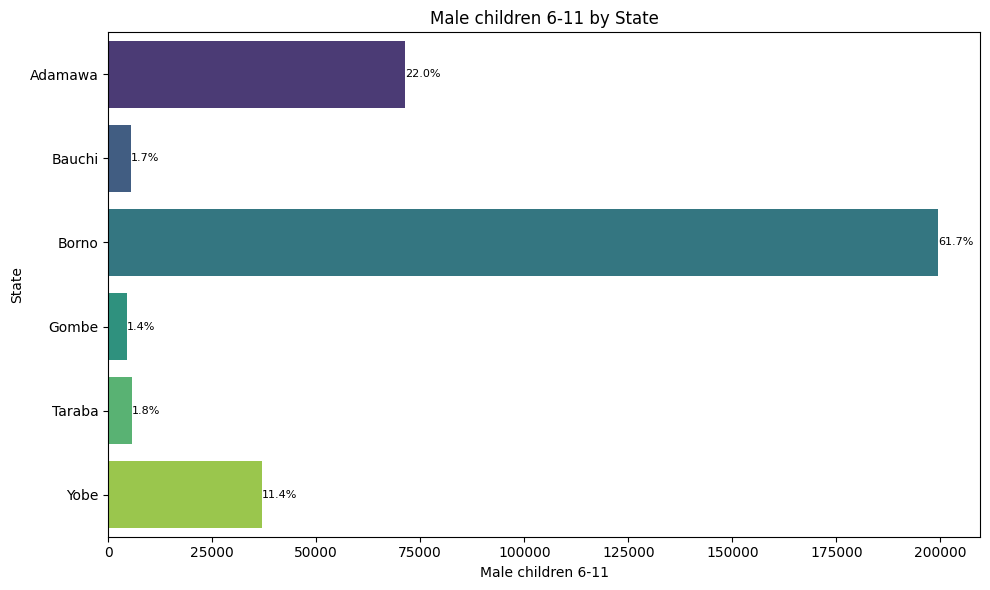 Male children 6-11 by State
Adamawa
22.0%
Bauchi
1.7%
Borno
61.7%
Gombe
1.4%
Taraba
1.8%
Yobe
11.4%
State
0 25000 50000 75000 100000 125000 150000 175000 200000
Male children 6-11